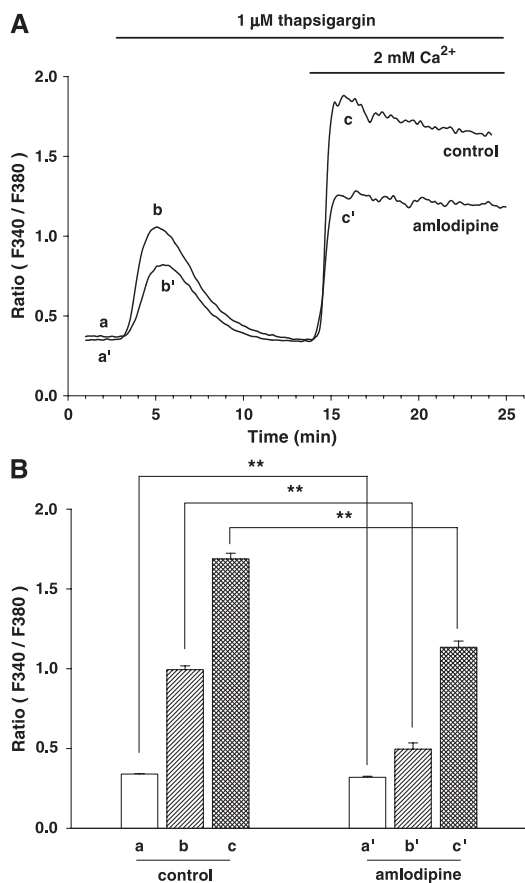 A
1 μM thapsigargin
2 mM Ca²⁺
Ratio ( F340 / F380)
2.0
1.5
1.0
0.5
0.0
a
a'
b
b'
c
control
c'
amlodipine
0 5 10 15 20 25
Time (min)
B
**
**
**
Ratio ( F340 / F380 )
2.0
1.5
1.0
0.5
0.0
a b c a' b' c'
control amlodipine